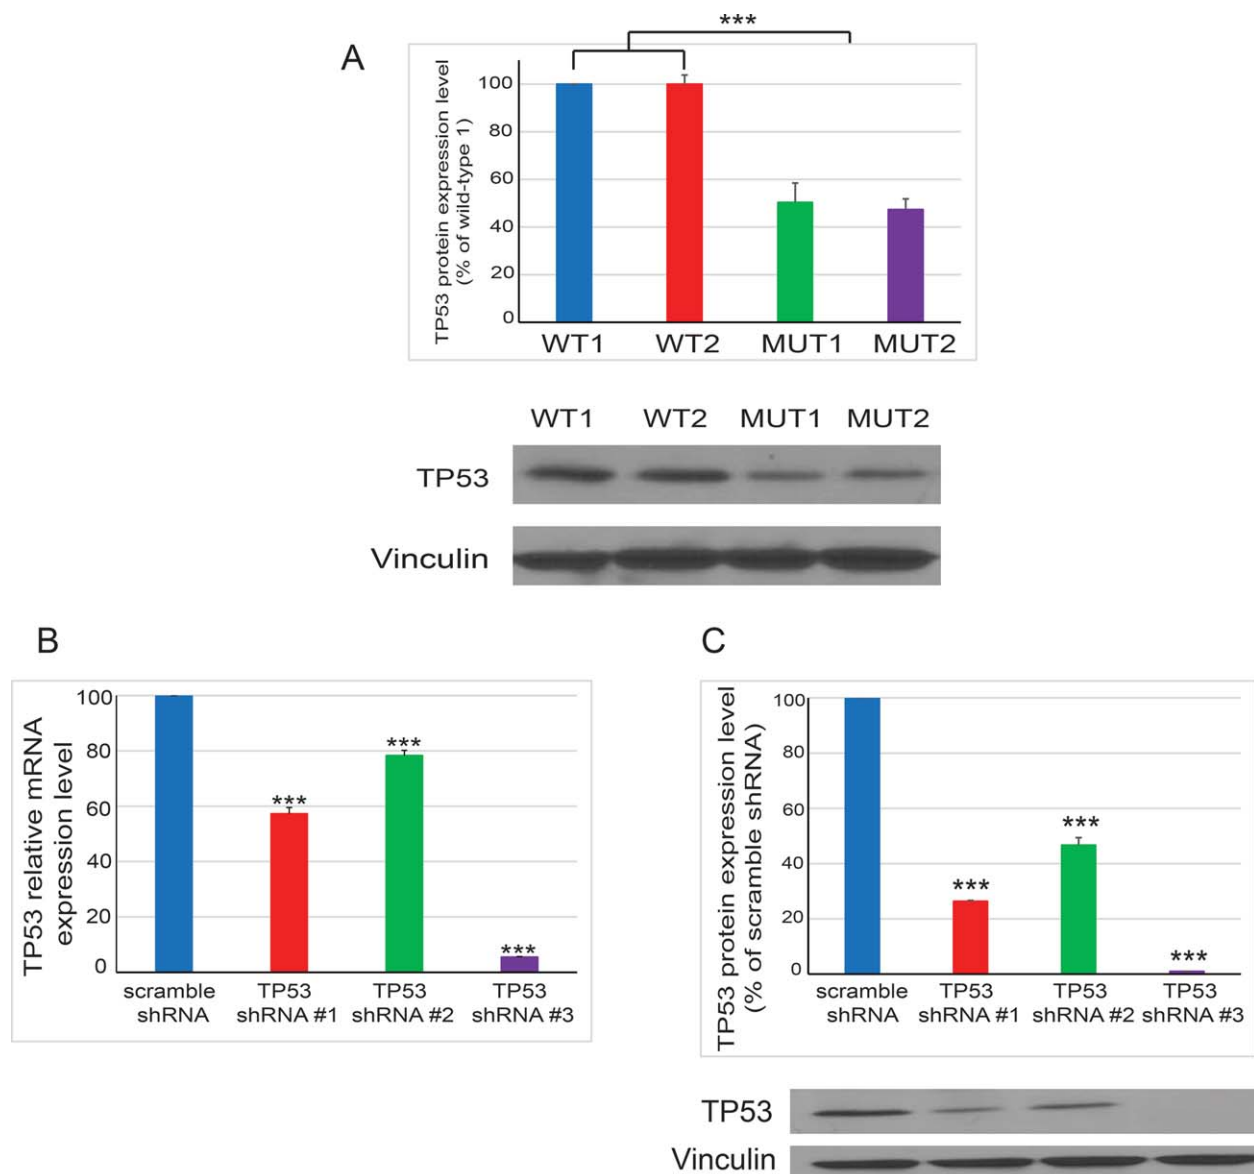 A
***
TP53 protein expression level
(% of wild-type 1)
100
80
60
40
20
0
WT1 WT2 MUT1 MUT2
WT1 WT2 MUT1 MUT2
TP53
Vinculin
B
TP53 relative mRNA
expression level
100
80
60
40
20
0
***
***
***
scramble TP53 TP53 TP53
shRNA shRNA #1 shRNA #2 shRNA #3
C
TP53 protein expression level
(% of scramble shRNA)
100
80
60
40
20
0
***
***
***
scramble TP53 TP53 TP53
shRNA shRNA #1 shRNA #2 shRNA #3
TP53
Vinculin